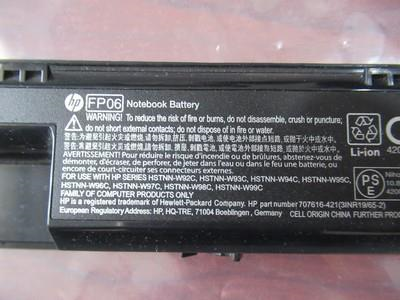 hp FP06 Notebook Battery
WARNING! To reduce the risk of fire or burns, do not disassemble, crush or puncture;
do not short external contacts; do not dispose of in fire or water.
AVERTISSEMENT! Pour éviter les risques d'incendie ou de brûlures, abstenez-vous
de démonter, d'écraser, de perforer, de jeter dans l'eau ou dans le feu la batterie, ou
encore de court-circuiter ses connecteurs externes.
FOR USE WITH HP SERIES HSTNN-W92C, HSTNN-W93C, HSTNN-W94C, HSTNN-W95C,
HSTNN-W96C, HSTNN-W97C, HSTNN-W98C, HSTNN-W99C
FAMILY OF COMPUTER PRODUCTS ONLY
HP is a registered trademark of Hewlett-Packard Company. HP part number 707616-421(3INR19/65-2)
European Regulatory Address: HP, HQ-TRE, 71004 Boeblingen, Germany
CELL ORIGIN CHINA FURTHER
Li-ion
PS
E